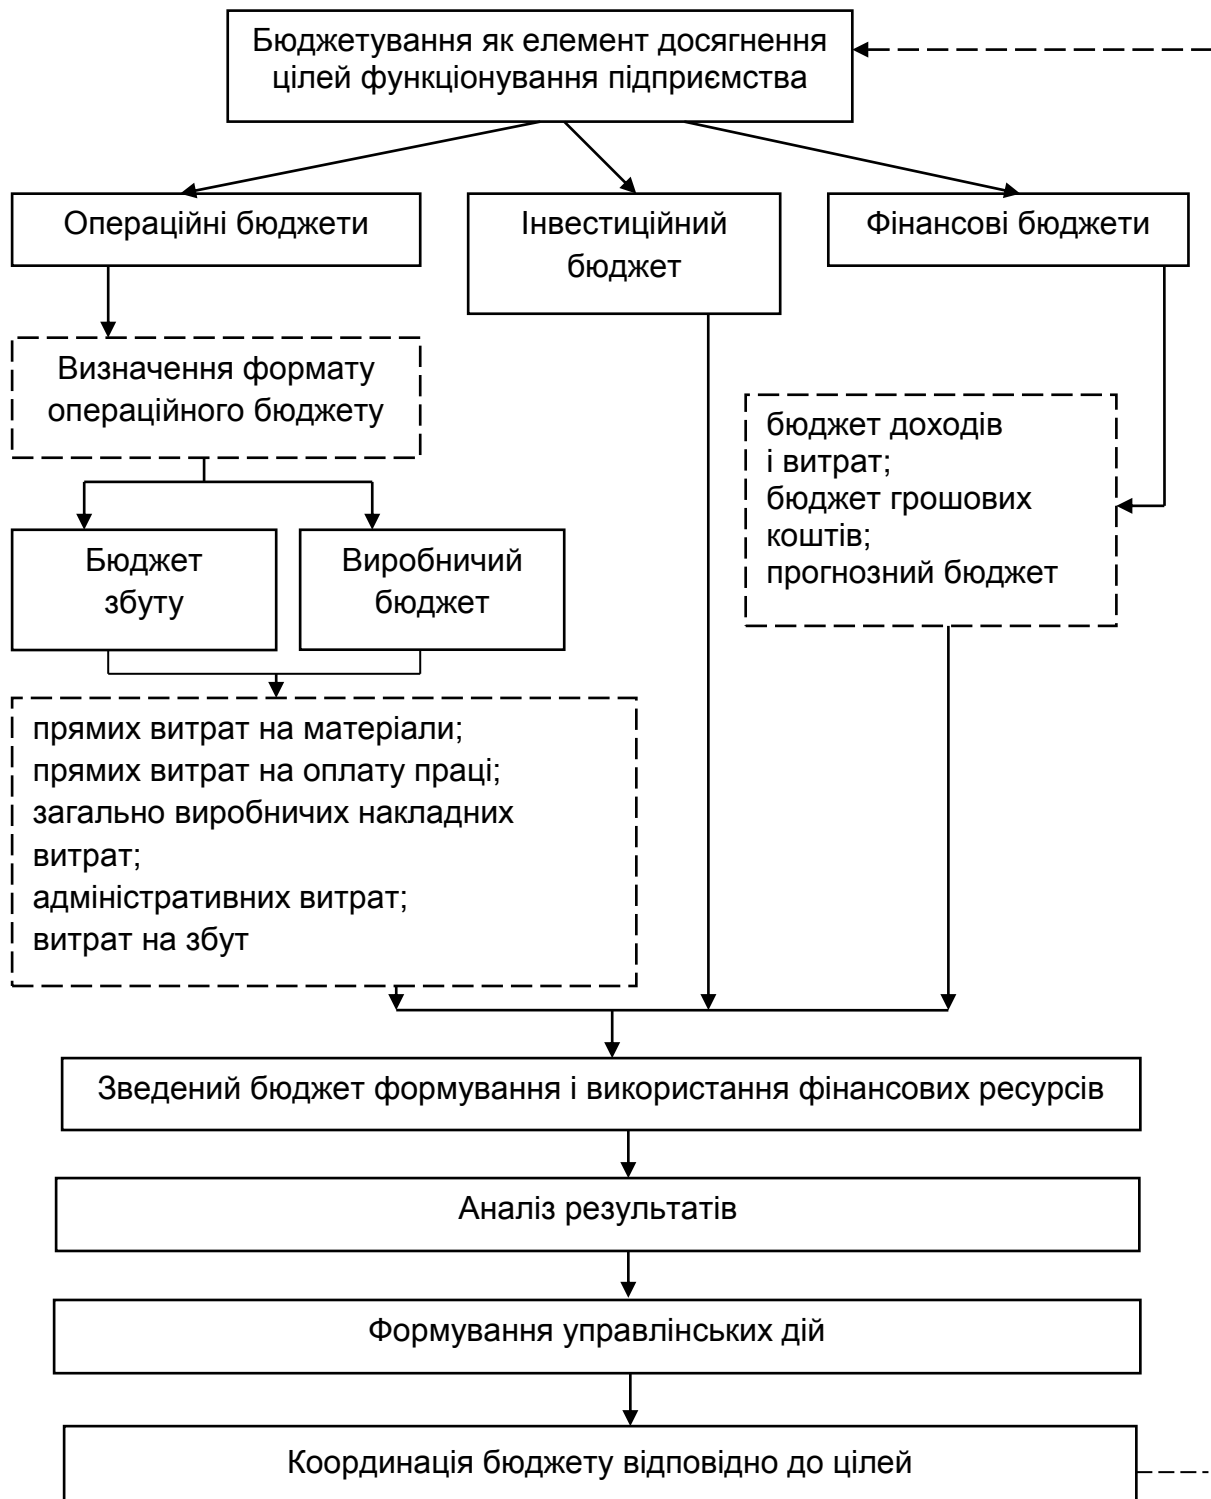 Бюджетування як елемент досягнення
цілей функціонування підприємства
Операційні бюджети
Інвестиційний
бюджет
Фінансові бюджети
Визначення формату
операційного бюджету
бюджет доходів
і витрат;
бюджет грошових
коштів;
прогнозний бюджет
Бюджет
збуту
Виробничий
бюджет
прямих витрат на матеріали;
прямих витрат на оплату праці;
загально виробничих накладних
витрат;
адміністративних витрат;
витрат на збут
Зведений бюджет формування і використання фінансових ресурсів
Аналіз результатів
Формування управлінських дій
Координація бюджету відповідно до цілей